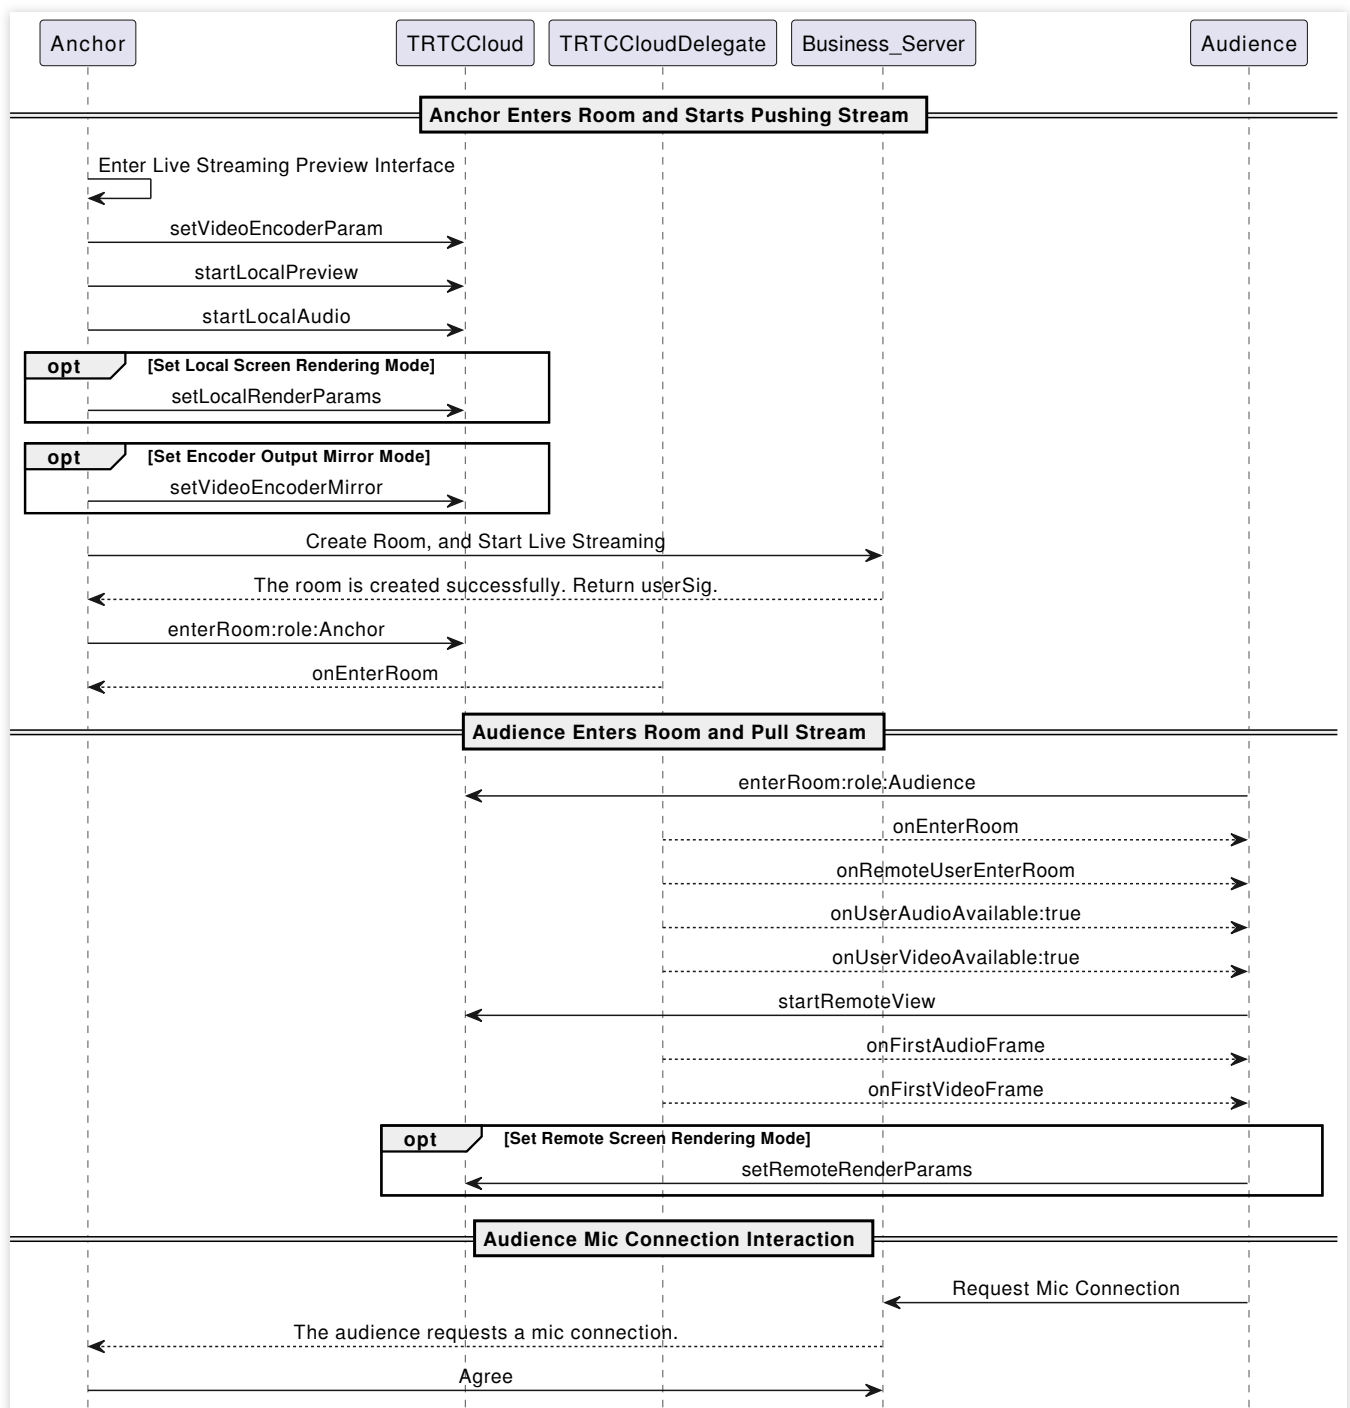 Anchor
TRTCCloud
TRTCCloudDelegate
Business_Server
Audience
Anchor Enters Room and Starts Pushing Stream
Enter Live Streaming Preview Interface
setVideoEncoderParam
startLocalPreview
startLocalAudio
opt
[Set Local Screen Rendering Mode]
setLocalRenderParams
opt
[Set Encoder Output Mirror Mode]
setVideoEncoderMirror
Create Room, and Start Live Streaming
The room is created successfully. Return userSig.
enterRoom:role:Anchor
onEnterRoom
Audience Enters Room and Pull Stream
enterRoom:role:Audience
onEnterRoom
onRemoteUserEnterRoom
onUserAudioAvailable:true
onUserVideoAvailable:true
startRemoteView
onFirstAudioFrame
onFirstVideoFrame
opt
[Set Remote Screen Rendering Mode]
setRemoteRenderParams
Audience Mic Connection Interaction
Request Mic Connection
The audience requests a mic connection.
Agree